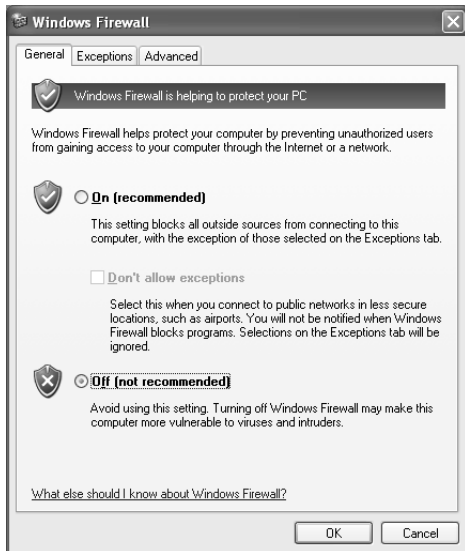 Windows Firewall
General Exceptions Advanced
Windows Firewall is helping to protect your PC
Windows Firewall helps protect your computer by preventing unauthorized users
from gaining access to your computer through the Internet or a network.
On (recommended)
This setting blocks all outside sources from connecting to this
computer, with the exception of those selected on the Exceptions tab.
Don't allow exceptions
Select this when you connect to public networks in less secure
locations, such as airports. You will not be notified when Windows
Firewall blocks programs. Selections on the Exceptions tab will be
ignored.
Off (not recommended)
Avoid using this setting. Turning off Windows Firewall may make this
computer more vulnerable to viruses and intruders.
What else should I know about Windows Firewall?
OK Cancel